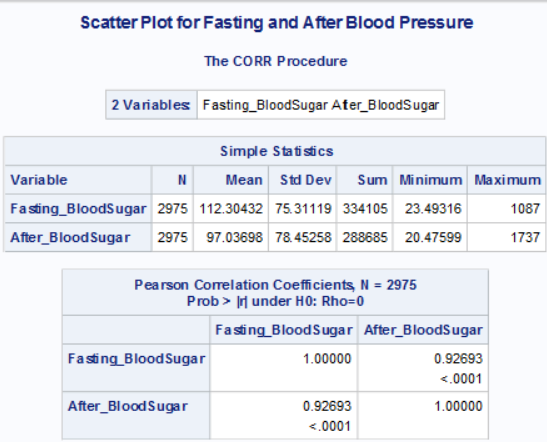 Scatter Plot for Fasting and After Blood Pressure
The CORR Procedure
2 Variables: Fasting_BloodSugar After_BloodSugar
Simple Statistics
Variable N Mean Std Dev Sum Minimum Maximum
Fasting_BloodSugar 2975 112.30432 75.31119 334105 23.49316 1087
After_BloodSugar 2975 97.03698 78.45258 288685 20.47599 1737
Pearson Correlation Coefficients, N = 2975
Prob > |r| under H0: Rho=0
Fasting_BloodSugar After_BloodSugar
Fasting_BloodSugar 1.00000 0.92693
<.0001
After_BloodSugar 0.92693 1.00000
<.0001